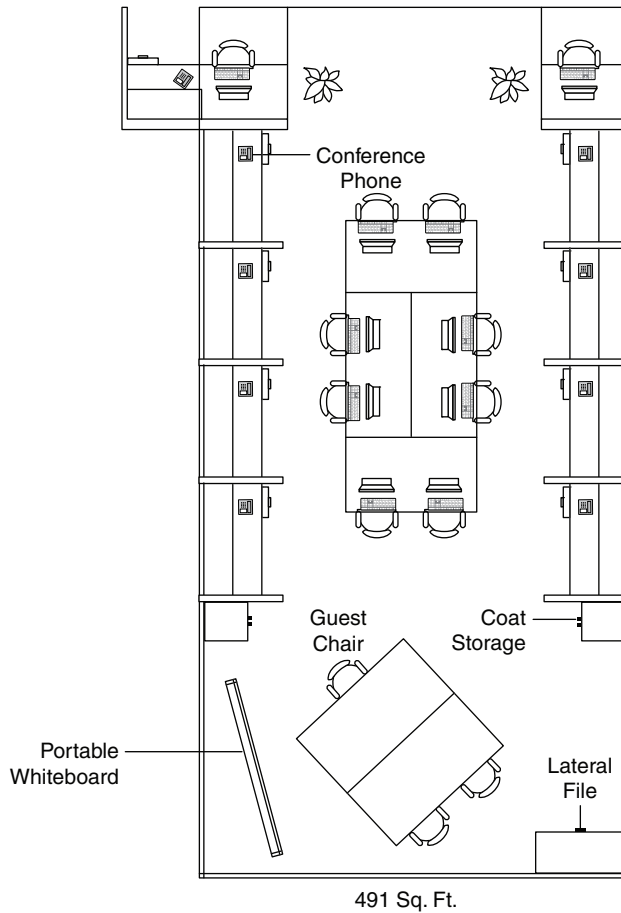 Conference
Phone
Guest
Chair
Coat
Storage
Portable
Whiteboard
Lateral
File
491 Sq. Ft.